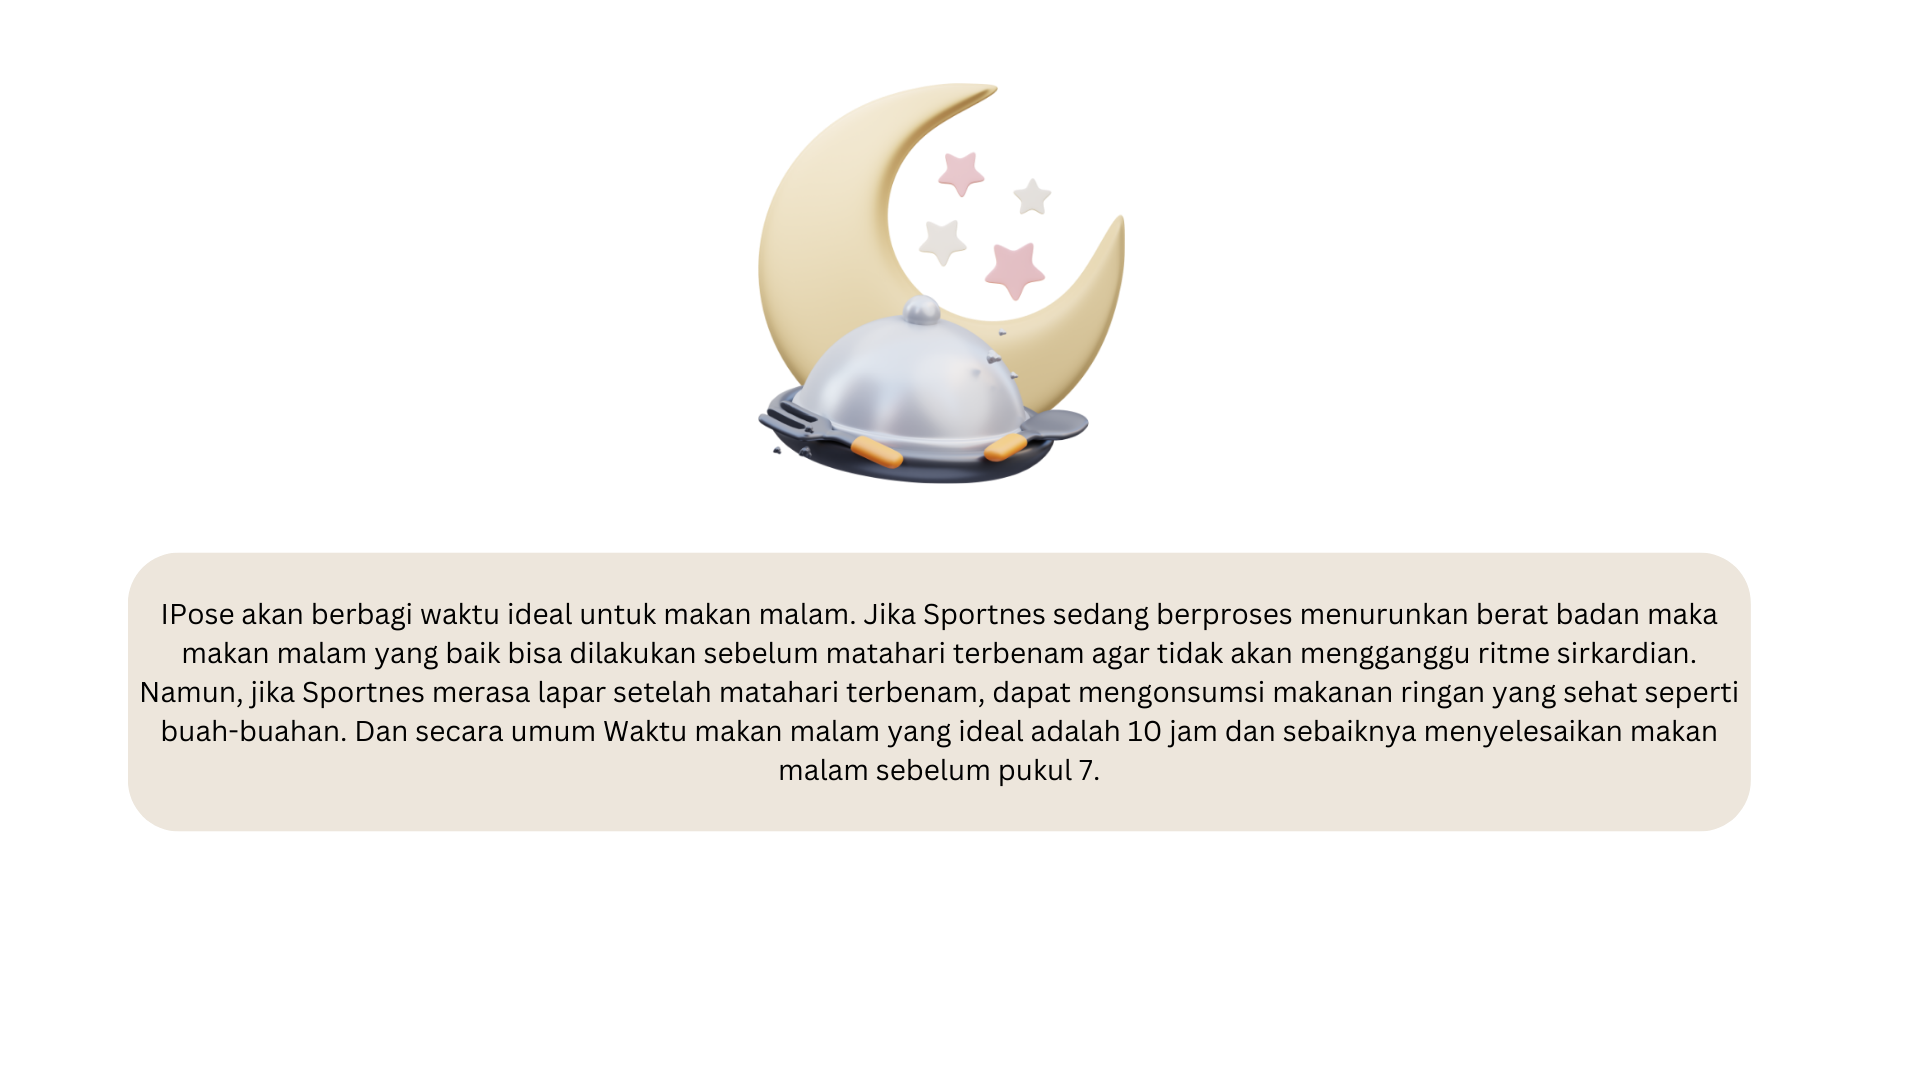 IPose akan berbagi waktu ideal untuk makan malam. Jika Sportnes sedang berproses menurunkan berat badan maka
makan malam yang baik bisa dilakukan sebelum matahari terbenam agar tidak akan mengganggu ritme sirkardian.
Namun, jika Sportnes merasa lapar setelah matahari terbenam, dapat mengonsumsi makanan ringan yang sehat seperti
buah-buahan. Dan secara umum Waktu makan malam yang ideal adalah 10 jam dan sebaiknya menyelesaikan makan
malam sebelum pukul 7.